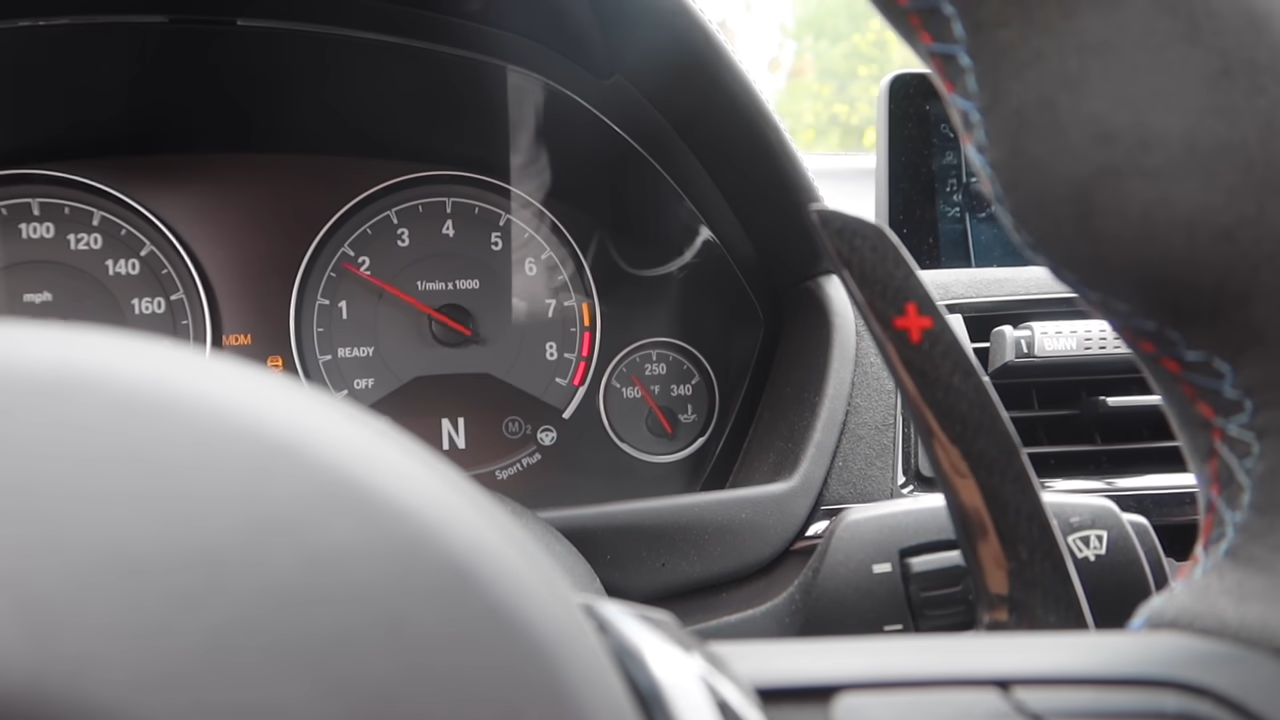 100
120
140
160
mph
MDM
1
2
3
4
5
6
7
8
1/min x 1000
READY
OFF
N
M2
Sport Plus
160
°F
250
340
+
BMW
A